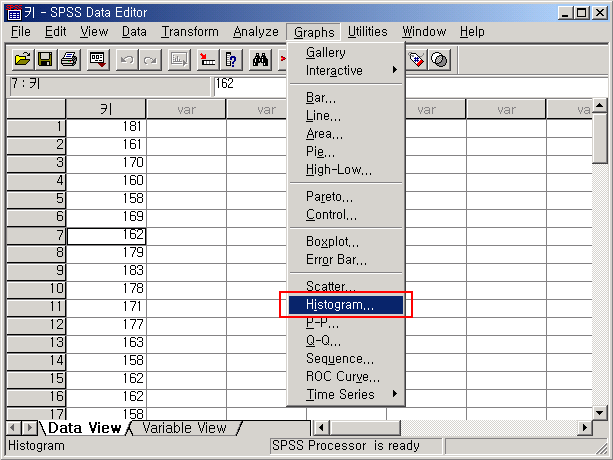 키 - SPSS Data Editor
File Edit View Data Transform Analyze Graphs Utilities Window Help
7 : 키 162
키 var var var var var
1 181
2 161
3 170
4 160
5 158
6 169
7 162
8 179
9 183
10 178
11 171
12 177
13 163
14 158
15 162
16 162
17 158
Gallery
Interactive
Bar...
Line...
Area...
Pie...
High-Low...
Pareto...
Control...
Boxplot...
Error Bar...
Scatter...
Histogram...
P-P...
Q-Q...
Sequence...
ROC Curve...
Time Series
Data View Variable View
Histogram SPSS Processor is ready